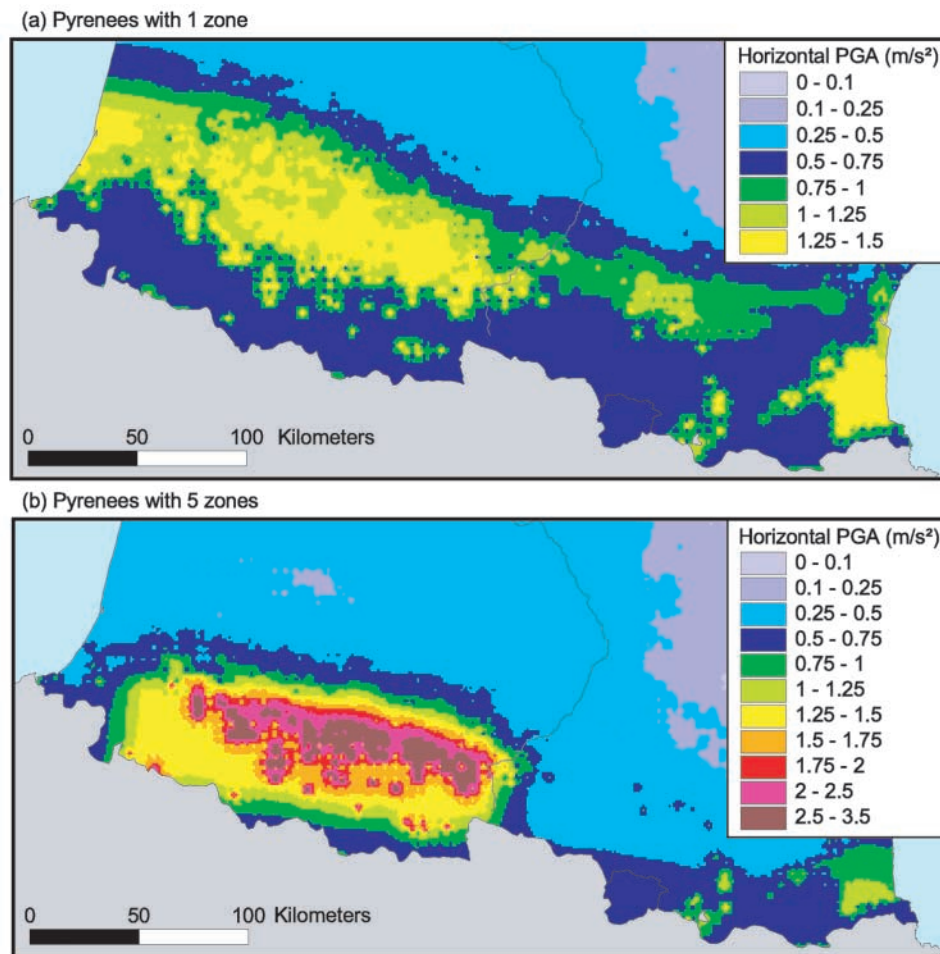 (a) Pyrenees with 1 zone
Horizontal PGA (m/s²)
0 - 0.1
0.1 - 0.25
0.25 - 0.5
0.5 - 0.75
0.75 - 1
1 - 1.25
1.25 - 1.5
0 50 100 Kilometers
(b) Pyrenees with 5 zones
Horizontal PGA (m/s²)
0 - 0.1
0.1 - 0.25
0.25 - 0.5
0.5 - 0.75
0.75 - 1
1 - 1.25
1.25 - 1.5
1.5 - 1.75
1.75 - 2
2 - 2.5
2.5 - 3.5
0 50 100 Kilometers